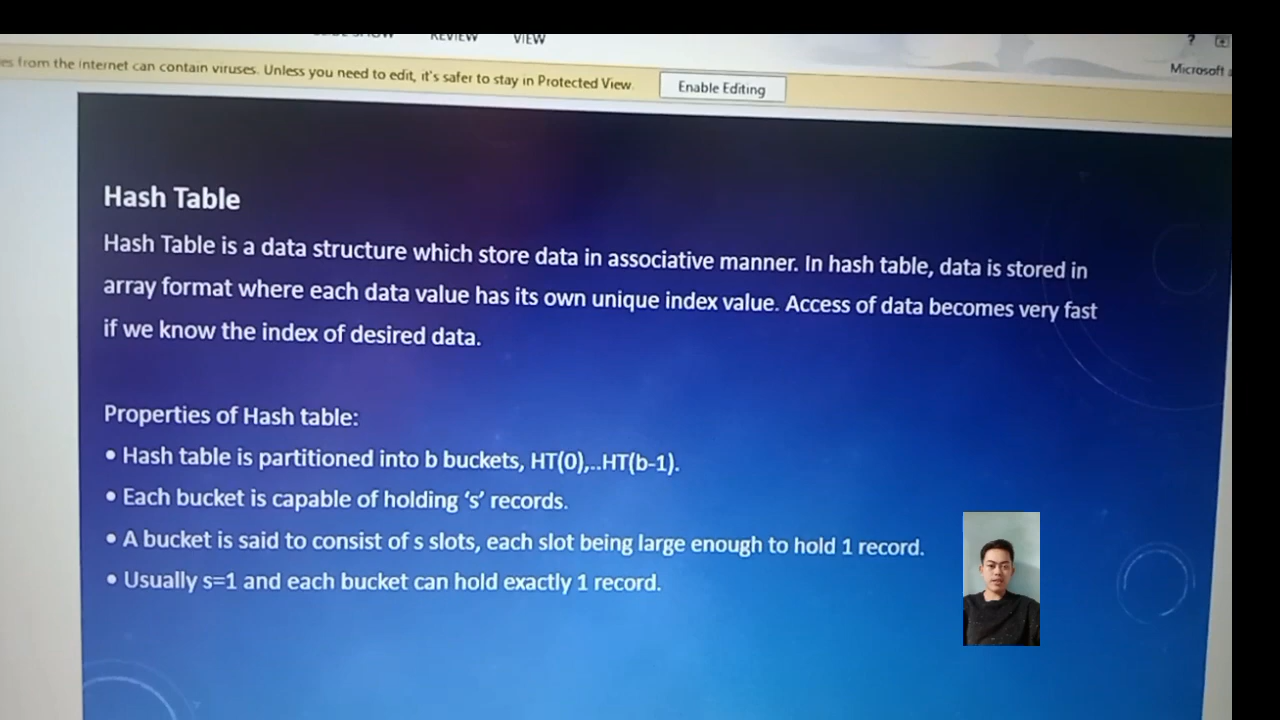 REVIEW VIEW
?
Microsoft
es from the Internet can contain viruses. Unless you need to edit, it's safer to stay in Protected View. Enable Editing
Hash Table
Hash Table is a data structure which store data in associative manner. In hash table, data is stored in
array format where each data value has its own unique index value. Access of data becomes very fast
if we know the index of desired data.
Properties of Hash table:
• Hash table is partitioned into b buckets, HT(0),..HT(b-1).
• Each bucket is capable of holding ‘s’ records.
• A bucket is said to consist of s slots, each slot being large enough to hold 1 record.
• Usually s=1 and each bucket can hold exactly 1 record.